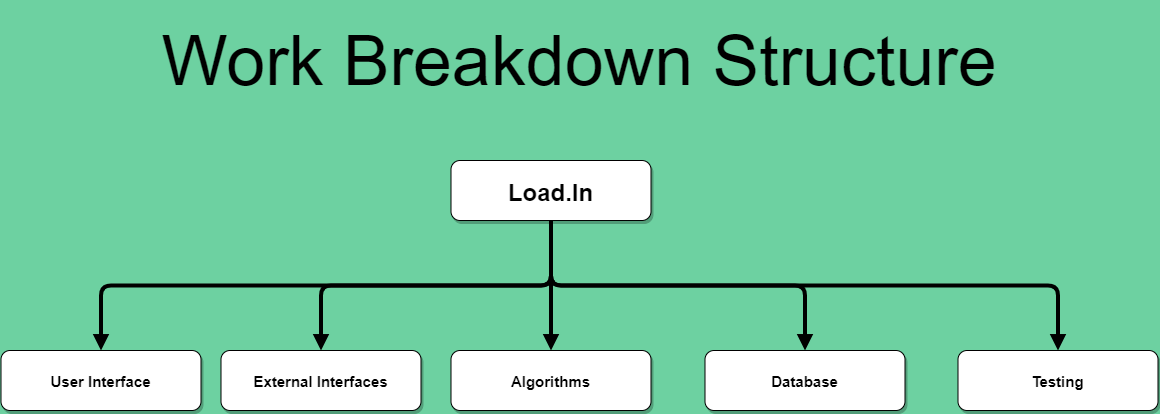 Work Breakdown Structure
Load.In
User Interface
External Interfaces
Algorithms
Database
Testing